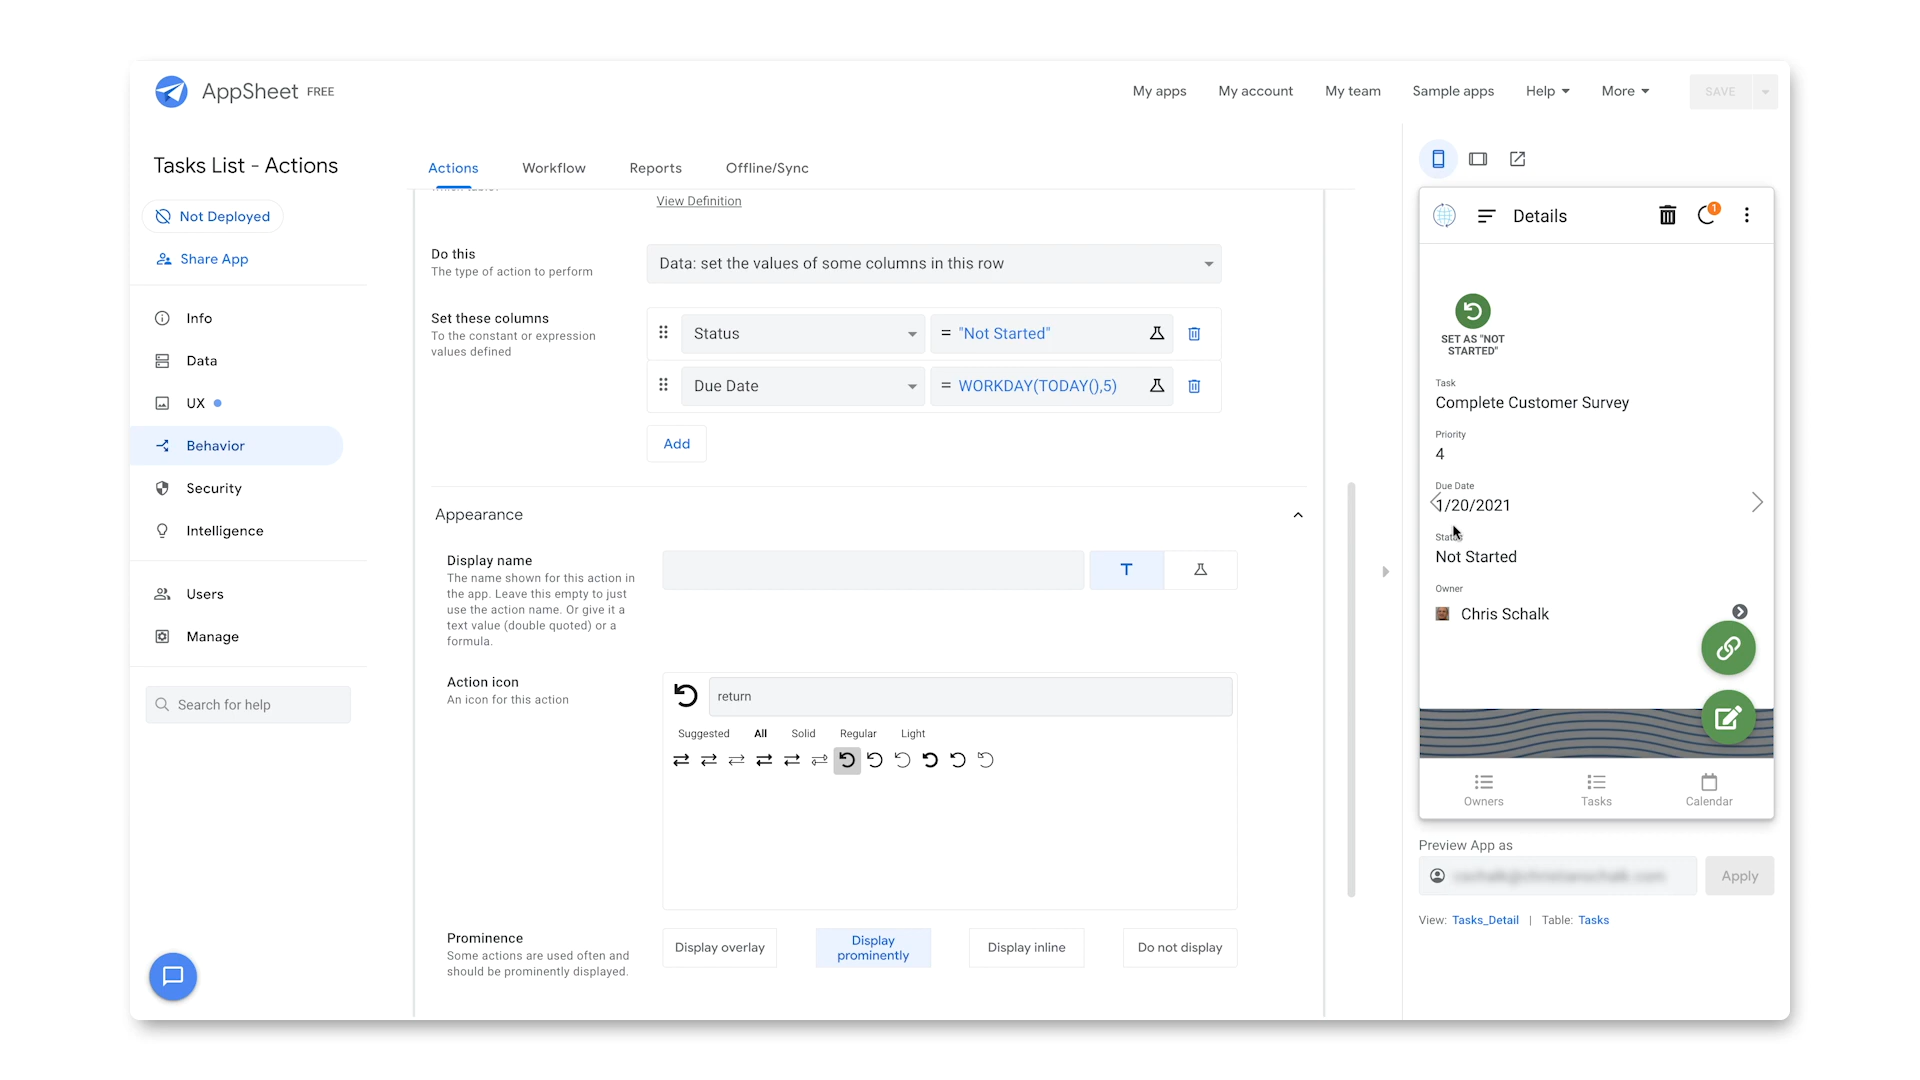 AppSheet FREE
My apps
My account
My team
Sample apps
Help
More
SAVE
Tasks List - Actions
Not Deployed
Share App
Info
Data
UX
Behavior
Security
Intelligence
Users
Manage
Search for help
Actions
Workflow
Reports
Offline/Sync
View Definition
Do this
The type of action to perform
Data: set the values of some columns in this row
Set these columns
To the constant or expression
values defined
Status
= "Not Started"
Due Date
= WORKDAY(TODAY(),5)
Add
Appearance
Display name
The name shown for this action in
the app. Leave this empty to just
use the action name. Or give it a
text value (double quoted) or a
formula.
Action icon
An icon for this action
return
Suggested
All
Solid
Regular
Light
Prominence
Some actions are used often and
should be prominently displayed.
Display overlay
Display
prominently
Display inline
Do not display
Details
1
SET AS "NOT
STARTED"
Task
Complete Customer Survey
Priority
4
Due Date
1/20/2021
Status
Not Started
Owner
Chris Schalk
Owners
Tasks
Calendar
Preview App as
Apply
View: Tasks_Detail | Table: Tasks